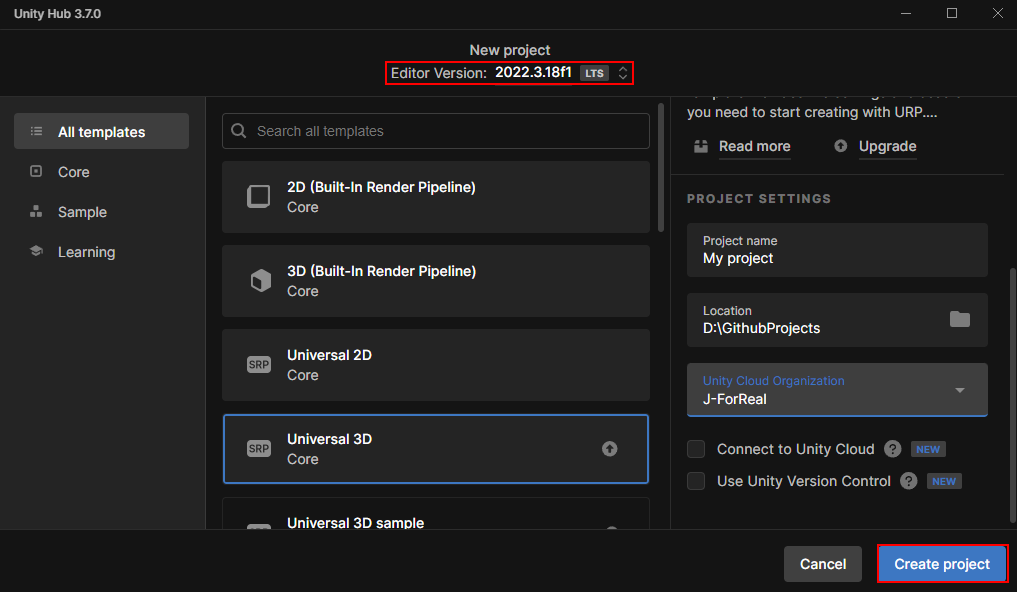 Unity Hub 3.7.0
New project
Editor Version: 2022.3.18f1 LTS
All templates
Core
Sample
Learning
Search all templates
2D (Built-In Render Pipeline)
Core
3D (Built-In Render Pipeline)
Core
SRP
Universal 2D
Core
SRP
Universal 3D
Core
Universal 3D sample
you need to start creating with URP....
Read more
Upgrade
PROJECT SETTINGS
Project name
My project
Location
D:\GithubProjects
Unity Cloud Organization
J-ForReal
Connect to Unity Cloud ? NEW
Use Unity Version Control ? NEW
Cancel
Create project